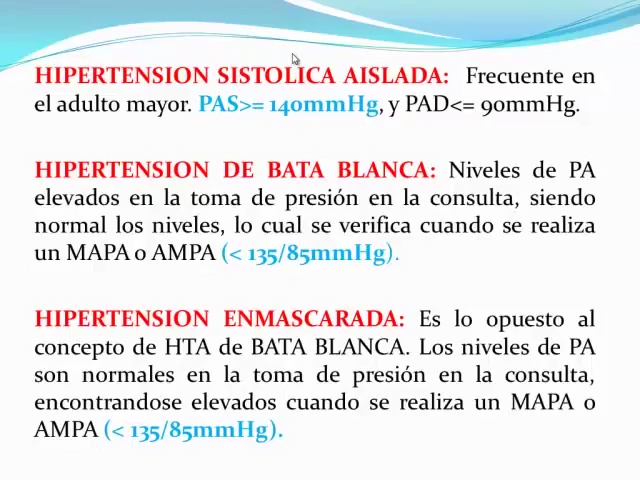 HIPERTENSION SISTOLICA AISLADA: Frecuente en
el adulto mayor. PAS>= 140mmHg, y PAD<= 90mmHg.
HIPERTENSION DE BATA BLANCA: Niveles de PA
elevados en la toma de presión en la consulta, siendo
normal los niveles, lo cual se verifica cuando se realiza
un MAPA o AMPA (< 135/85mmHg).
HIPERTENSION ENMASCARADA: Es lo opuesto al
concepto de HTA de BATA BLANCA. Los niveles de PA
son normales en la toma de presión en la consulta,
encontrandose elevados cuando se realiza un MAPA o
AMPA (< 135/85mmHg).